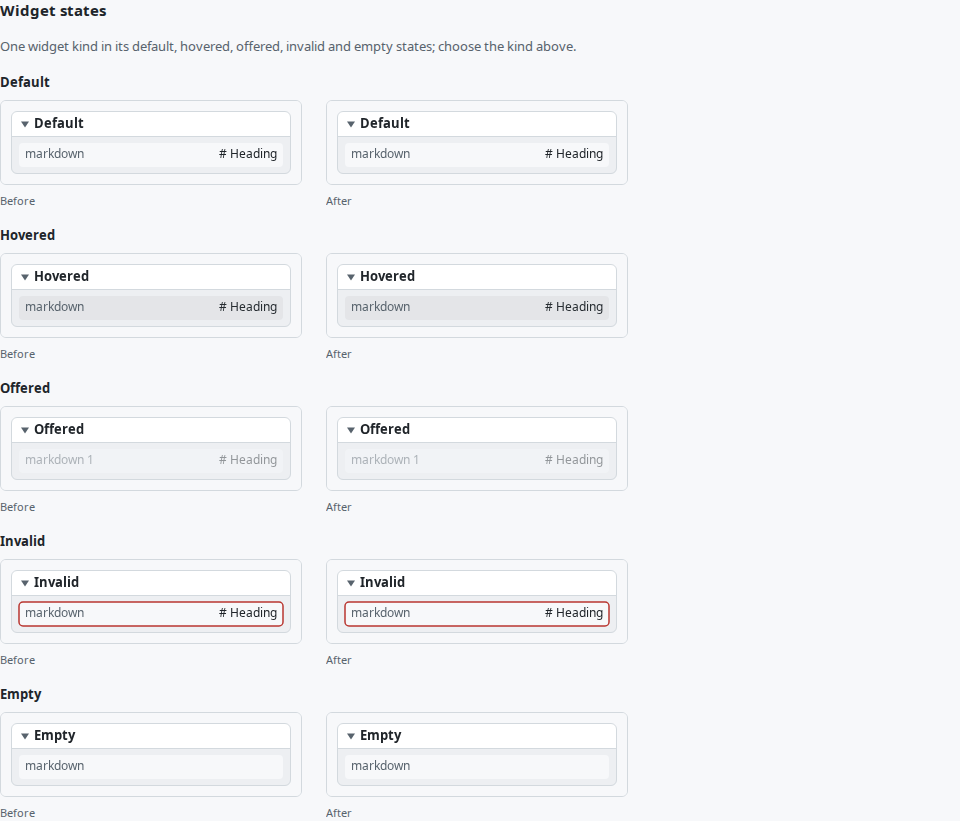 Widget states
One widget kind in its default, hovered, offered, invalid and empty states; choose the kind above.
Default
Default
markdown # Heading
Default
markdown # Heading
Before
After
Hovered
Hovered
markdown # Heading
Hovered
markdown # Heading
Before
After
Offered
Offered
markdown 1 # Heading
Offered
markdown 1 # Heading
Before
After
Invalid
Invalid
markdown # Heading
Invalid
markdown # Heading
Before
After
Empty
Empty
markdown
Empty
markdown
Before
After